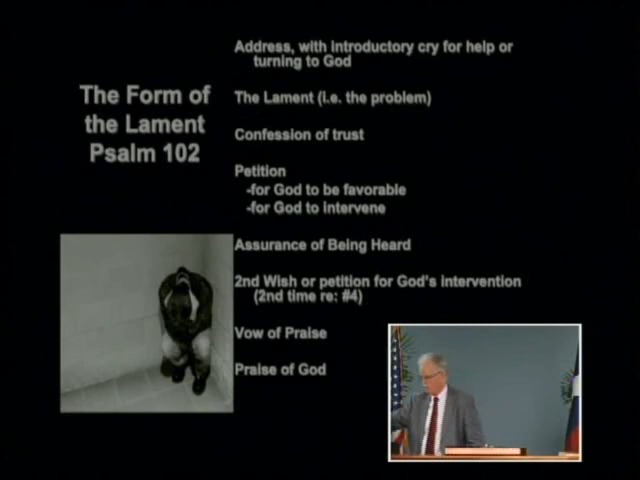 The Form of
the Lament
Psalm 102
Address, with introductory cry for help or
turning to God
The Lament (i.e. the problem)
Confession of trust
Petition
-for God to be favorable
-for God to intervene
Assurance of Being Heard
2nd Wish or petition for God's intervention
(2nd time re: #4)
Vow of Praise
Praise of God